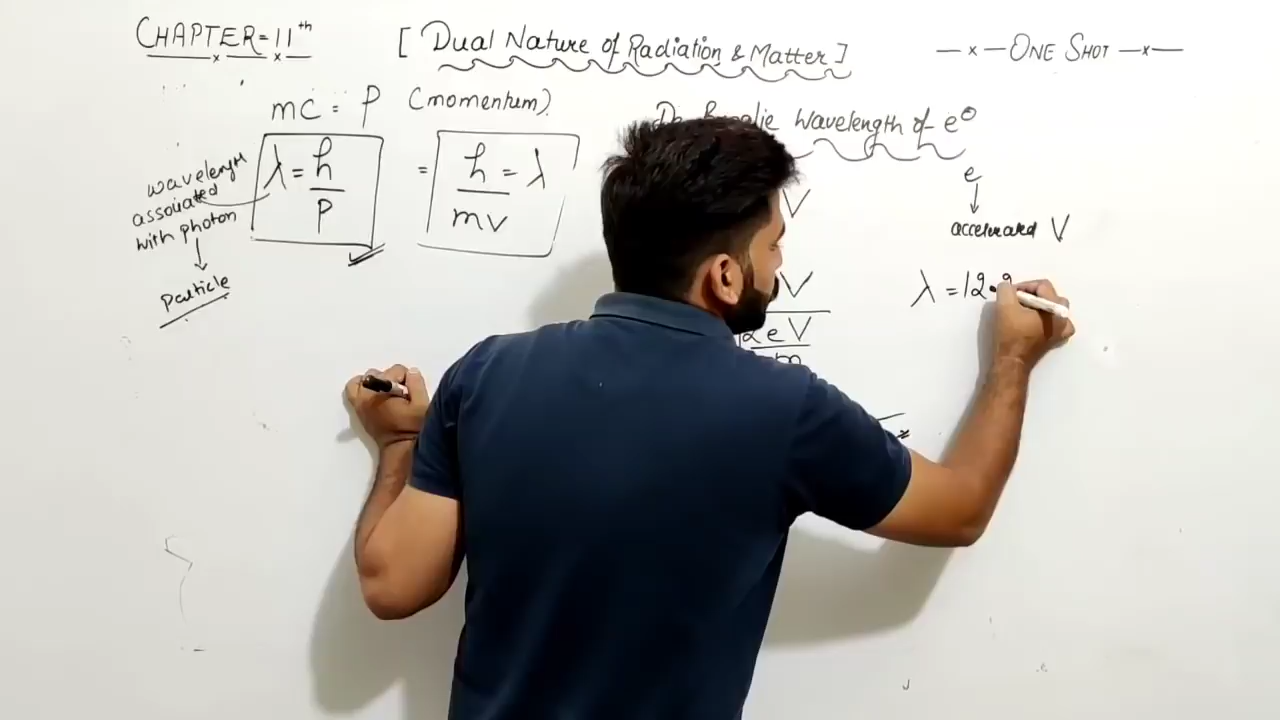 CHAPTER=11th
[ Dual Nature of Radiation & Matter ]
—x—ONE SHOT—x—
mc = P (momentum)
λ = h/P
= h/mv = λ
wavelength
associated
with photon
↓
Particle
Wavelength of e⊖
V
e
↓
accelerated V
V
2eV
m
λ = 12.